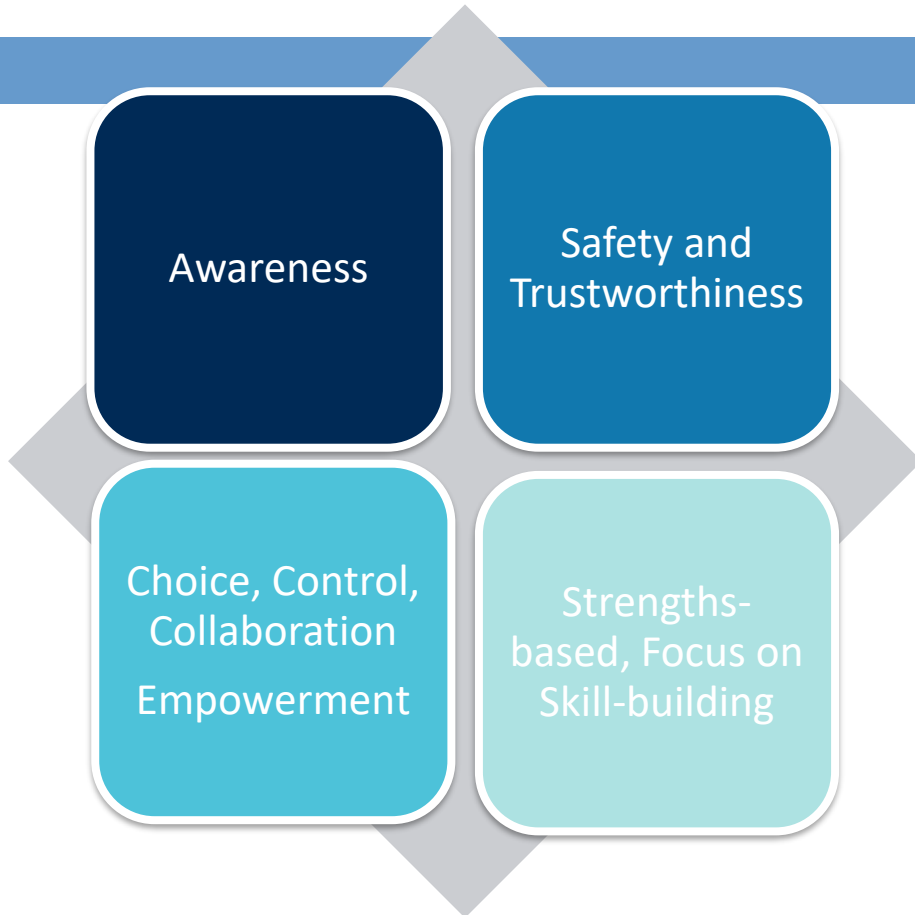 Awareness
Safety and
Trustworthiness
Choice, Control,
Collaboration
Empowerment
Strengths-
based, Focus on
Skill-building